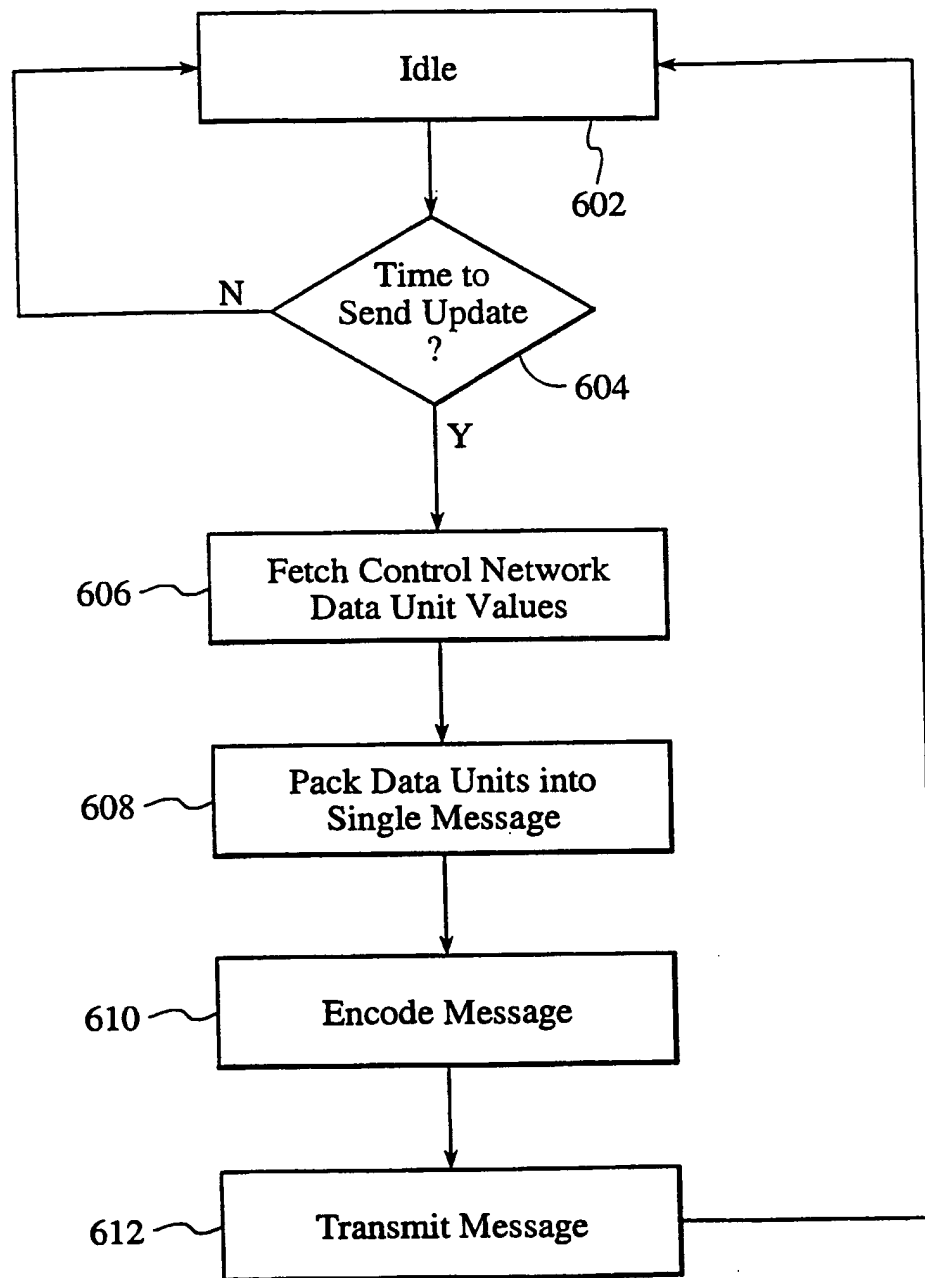 Idle
602
Time to
Send Update
?
N
604
Y
Fetch Control Network
Data Unit Values
606
Pack Data Units into
Single Message
608
Encode Message
610
Transmit Message
612